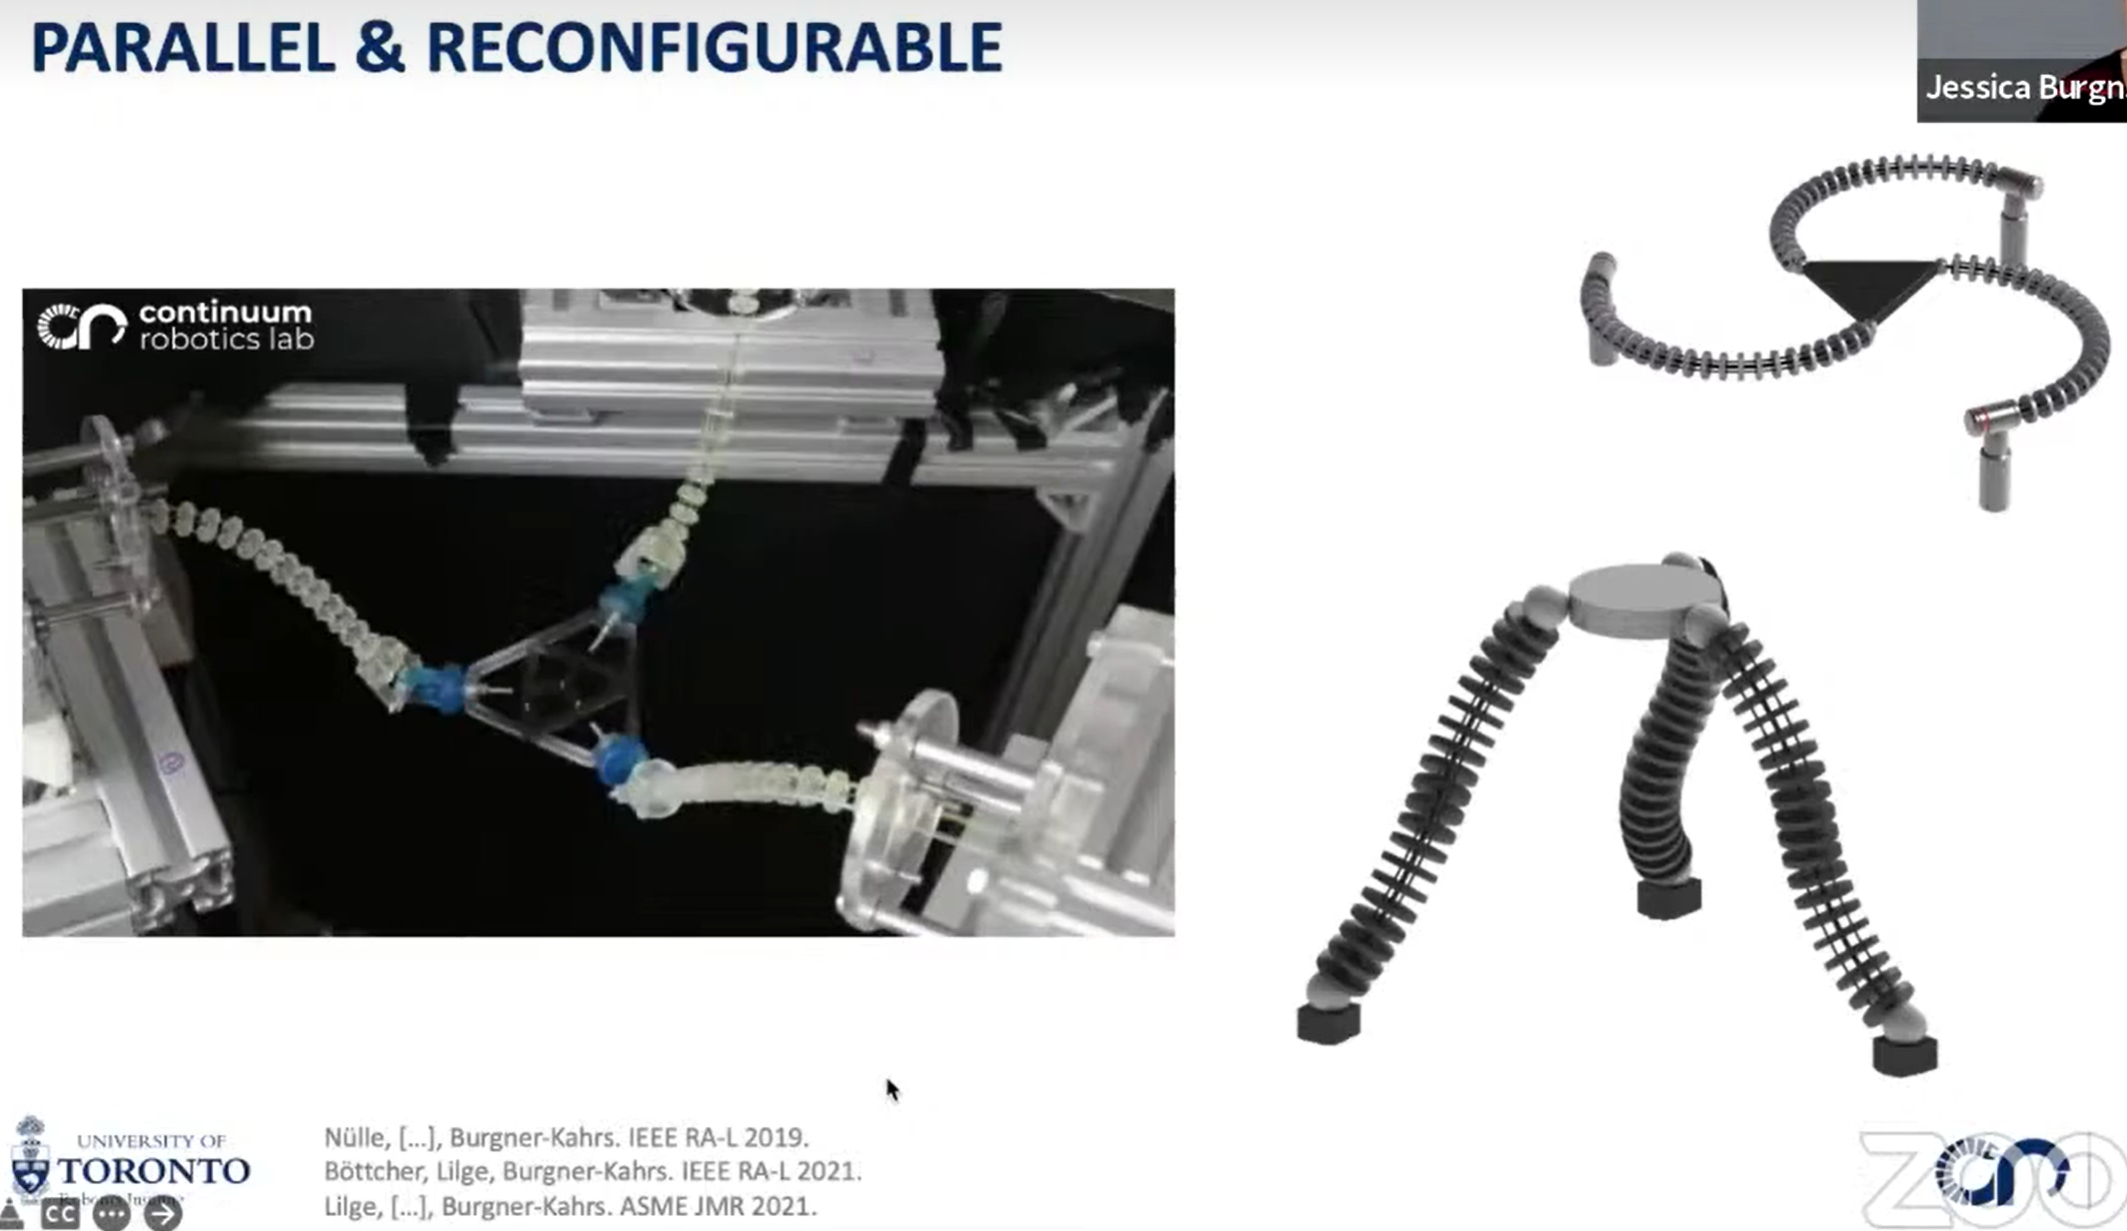 PARALLEL & RECONFIGURABLE
Jessica Burgn
continuum
robotics lab
UNIVERSITY OF
TORONTO
Nülle, [...], Burgner-Kahrs. IEEE RA-L 2019.
Böttcher, Lilge, Burgner-Kahrs. IEEE RA-L 2021.
Lilge, [...], Burgner-Kahrs. ASME JMR 2021.
CC